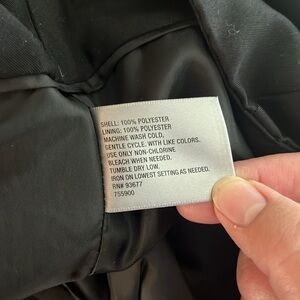 SHELL: 100% POLYESTER
LINING: 100% POLYESTER
MACHINE WASH COLD,
GENTLE CYCLE. WITH LIKE COLORS.
USE ONLY NON-CHLORINE
BLEACH WHEN NEEDED.
TUMBLE DRY LOW.
IRON ON LOWEST SETTING AS NEEDED.
RN# 93677
755900